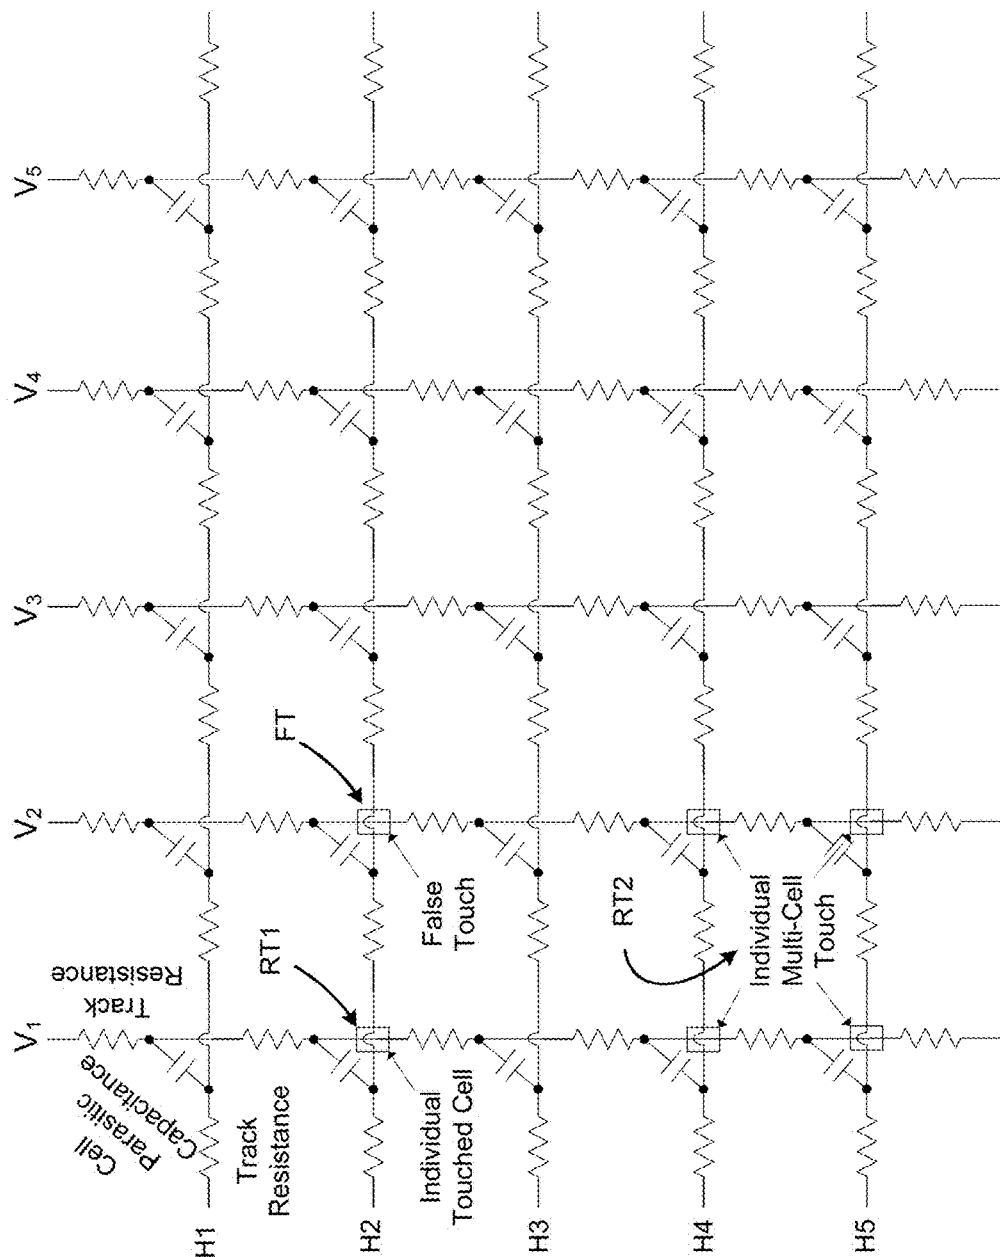 V1
V2
V3
V4
V5
Cell
Parasitic
Capacitance
Track
Resistance
Track
Resistance
H1
RT1
FT
Individual
Touched Cell
False
Touch
H2
H3
RT2
Individual
Multi-Cell
Touch
H4
H5